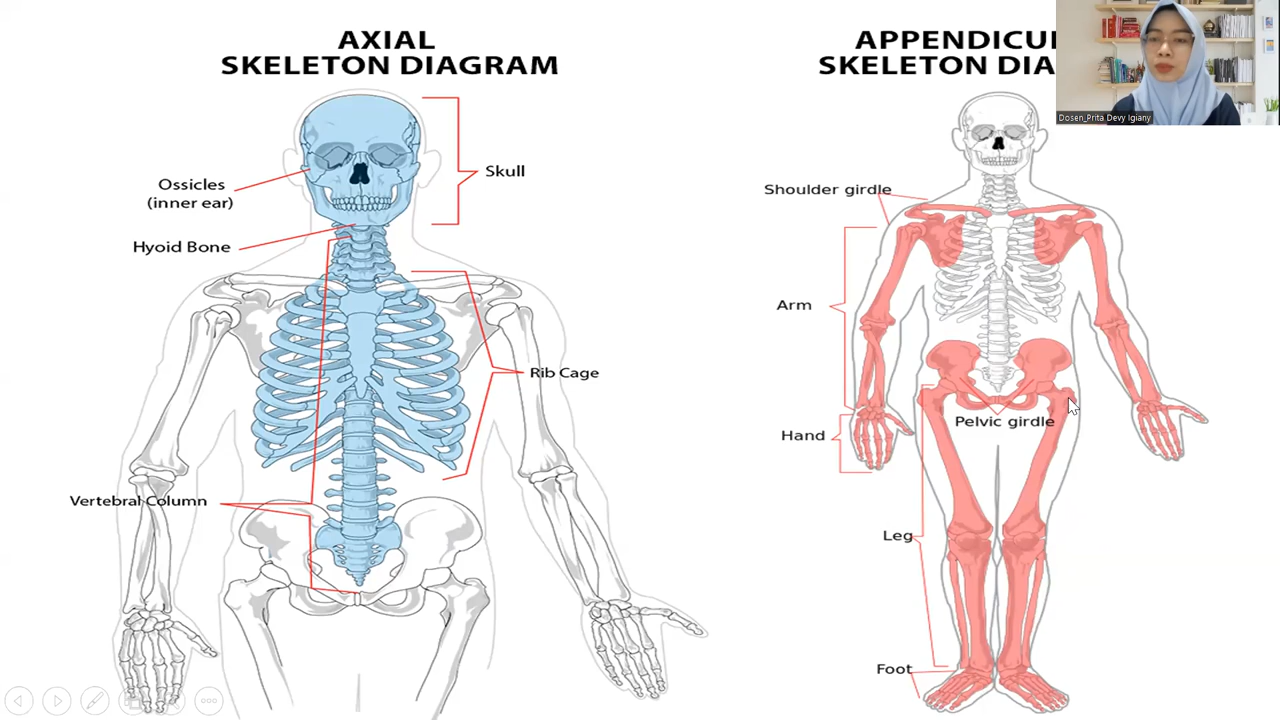 AXIAL
SKELETON DIAGRAM
Ossicles
(inner ear)
Hyoid Bone
Skull
Rib Cage
Vertebral Column
APPENDICU
SKELETON DIA
Shoulder girdle
Arm
Hand
Pelvic girdle
Leg
Foot
Dosen_Prita Devy Igiany